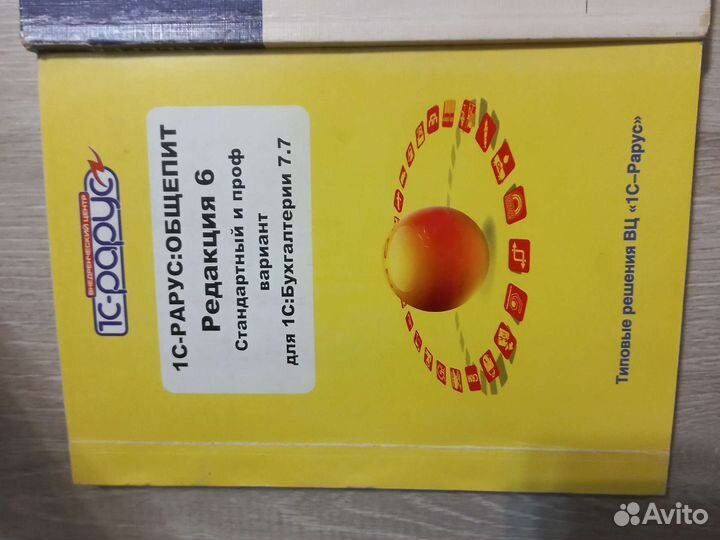 ВНЕДРЕНЧЕСКИЙ ЦЕНТР
1С-рарус
1С-РАРУС:ОБЩЕПИТ
Редакция 6
Стандартный и проф
вариант
для 1С:Бухгалтерии 7.7
Типовые решения ВЦ «1С–Рарус»
Avito